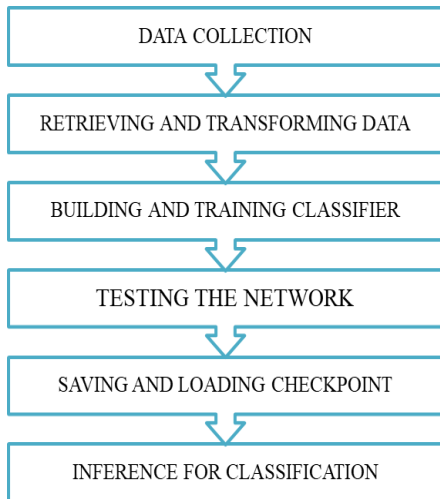 DATA COLLECTION
RETRIEVING AND TRANSFORMING DATA
BUILDING AND TRAINING CLASSIFIER
TESTING THE NETWORK
SAVING AND LOADING CHECKPOINT
INFERENCE FOR CLASSIFICATION